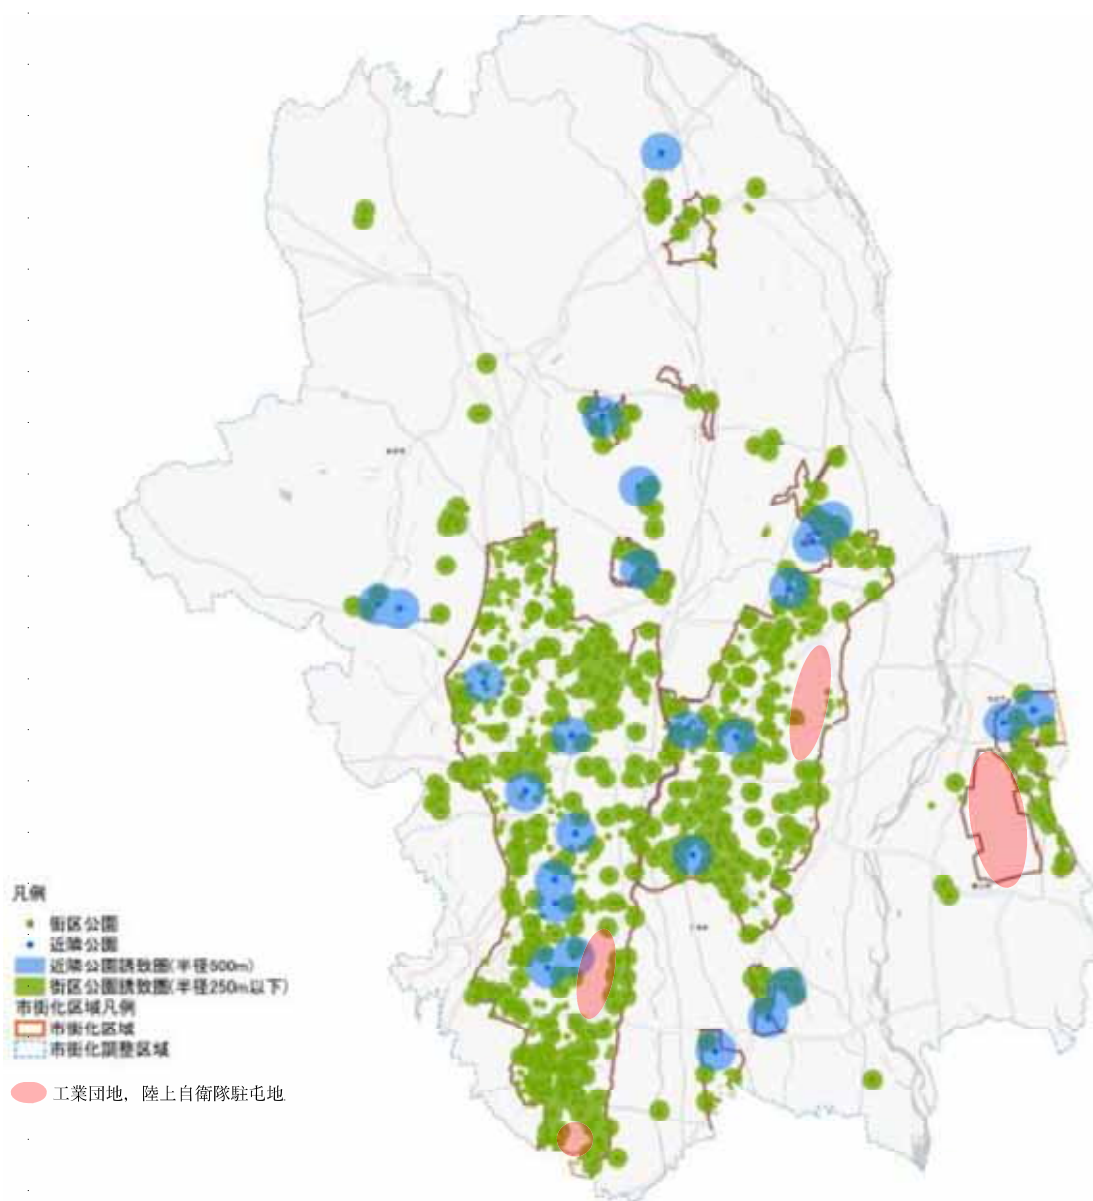 凡例
街区公園
近隣公園
近隣公園誘致圏(半径500m)
街区公園誘致圏(半径250m以下)
市街化区域凡例
市街化区域
市街化調整区域
工業団地，陸上自衛隊駐屯地